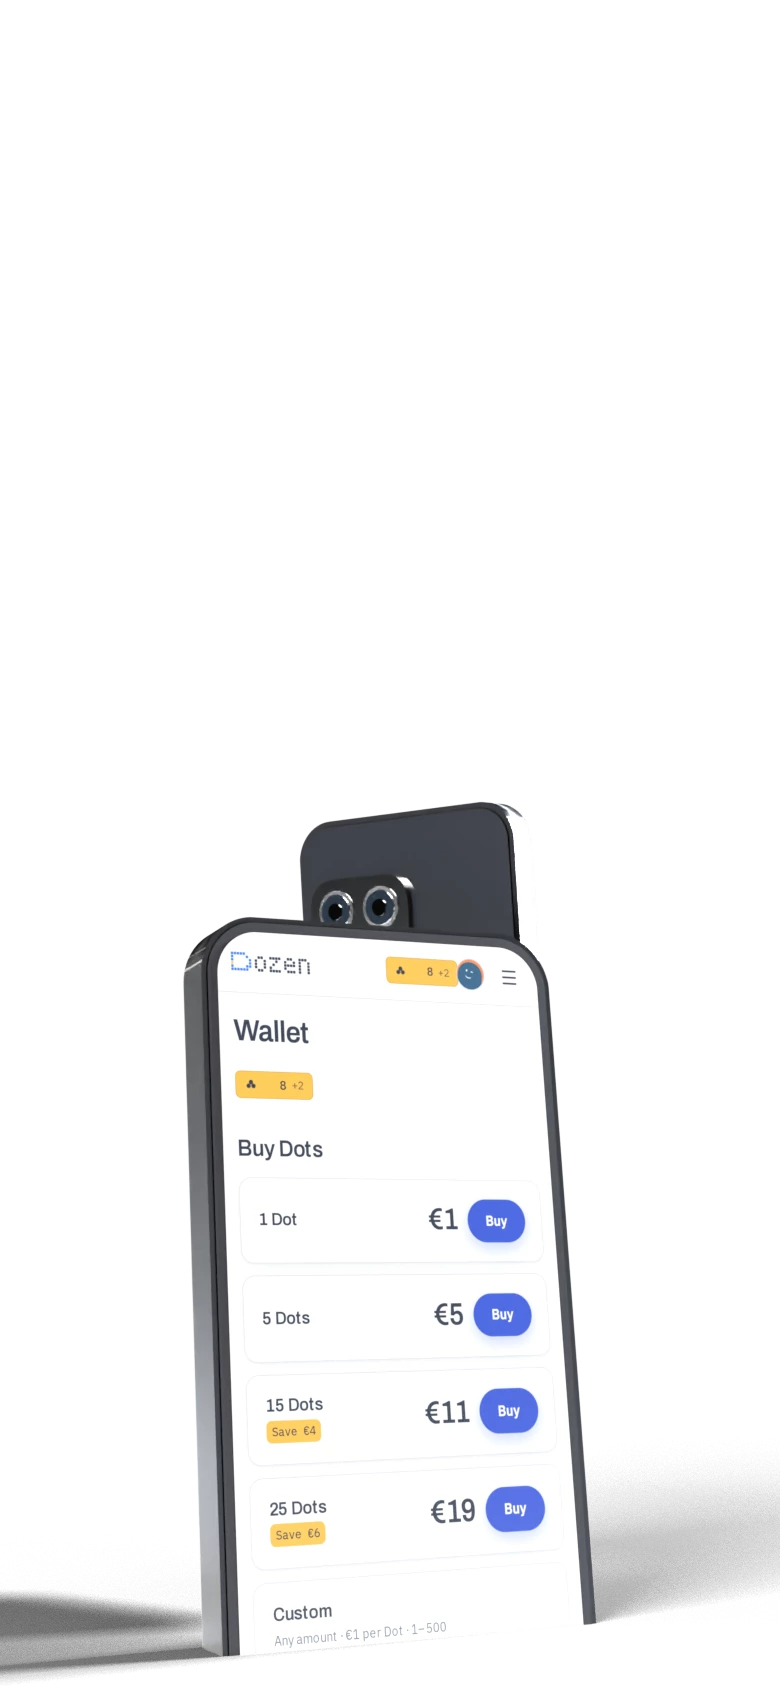 Dozen
8 +2
Wallet
8 +2
Buy Dots
1 Dot
€1
Buy
5 Dots
€5
Buy
15 Dots
Save €4
€11
Buy
25 Dots
Save €6
€19
Buy
Custom
Any amount · €1 per Dot · 1–500